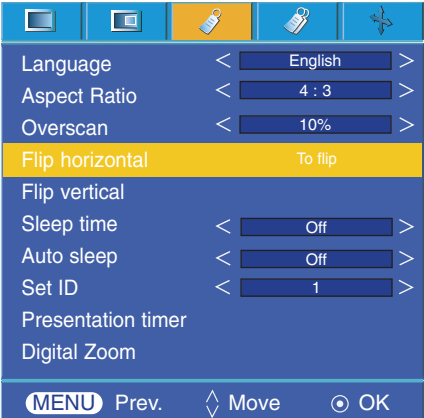 Language < English >
Aspect Ratio < 4 : 3 >
Overscan < 10% >
Flip horizontal To flip
Flip vertical
Sleep time < Off >
Auto sleep < Off >
Set ID < 1 >
Presentation timer
Digital Zoom
MENU Prev. Move OK